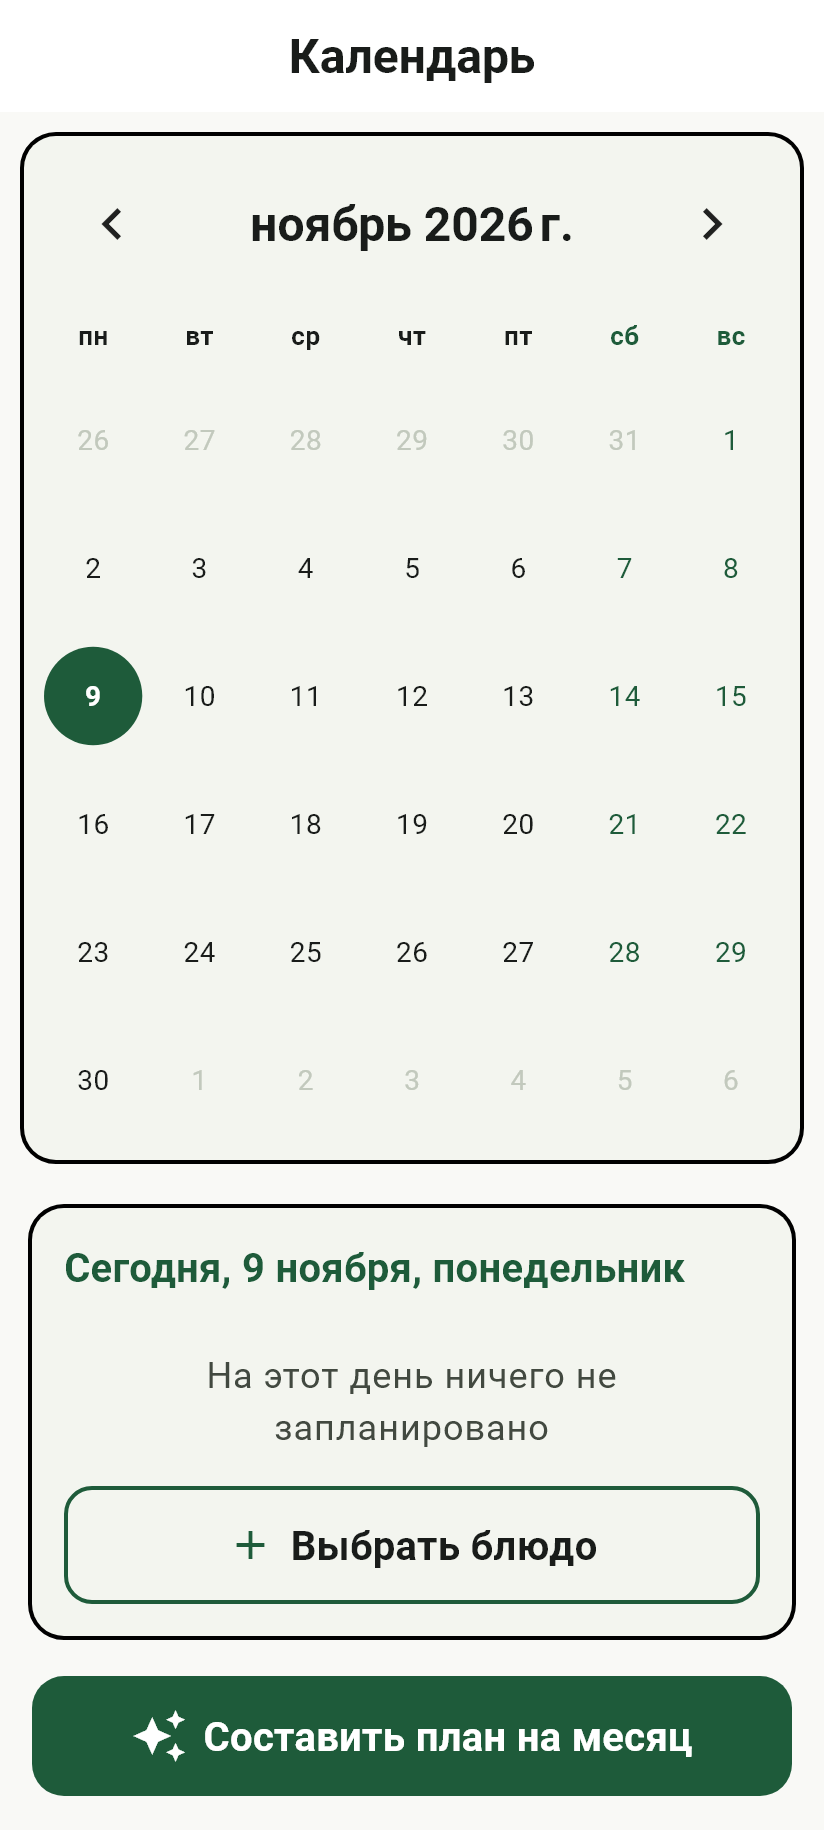 Календарь
ноябрь 2026 г.
пн вт ср чт пт сб вс
26 27 28 29 30 31 1
2 3 4 5 6 7 8
9 10 11 12 13 14 15
16 17 18 19 20 21 22
23 24 25 26 27 28 29
30 1 2 3 4 5 6
Сегодня, 9 ноября, понедельник
На этот день ничего не
запланировано
+ Выбрать блюдо
Составить план на месяц